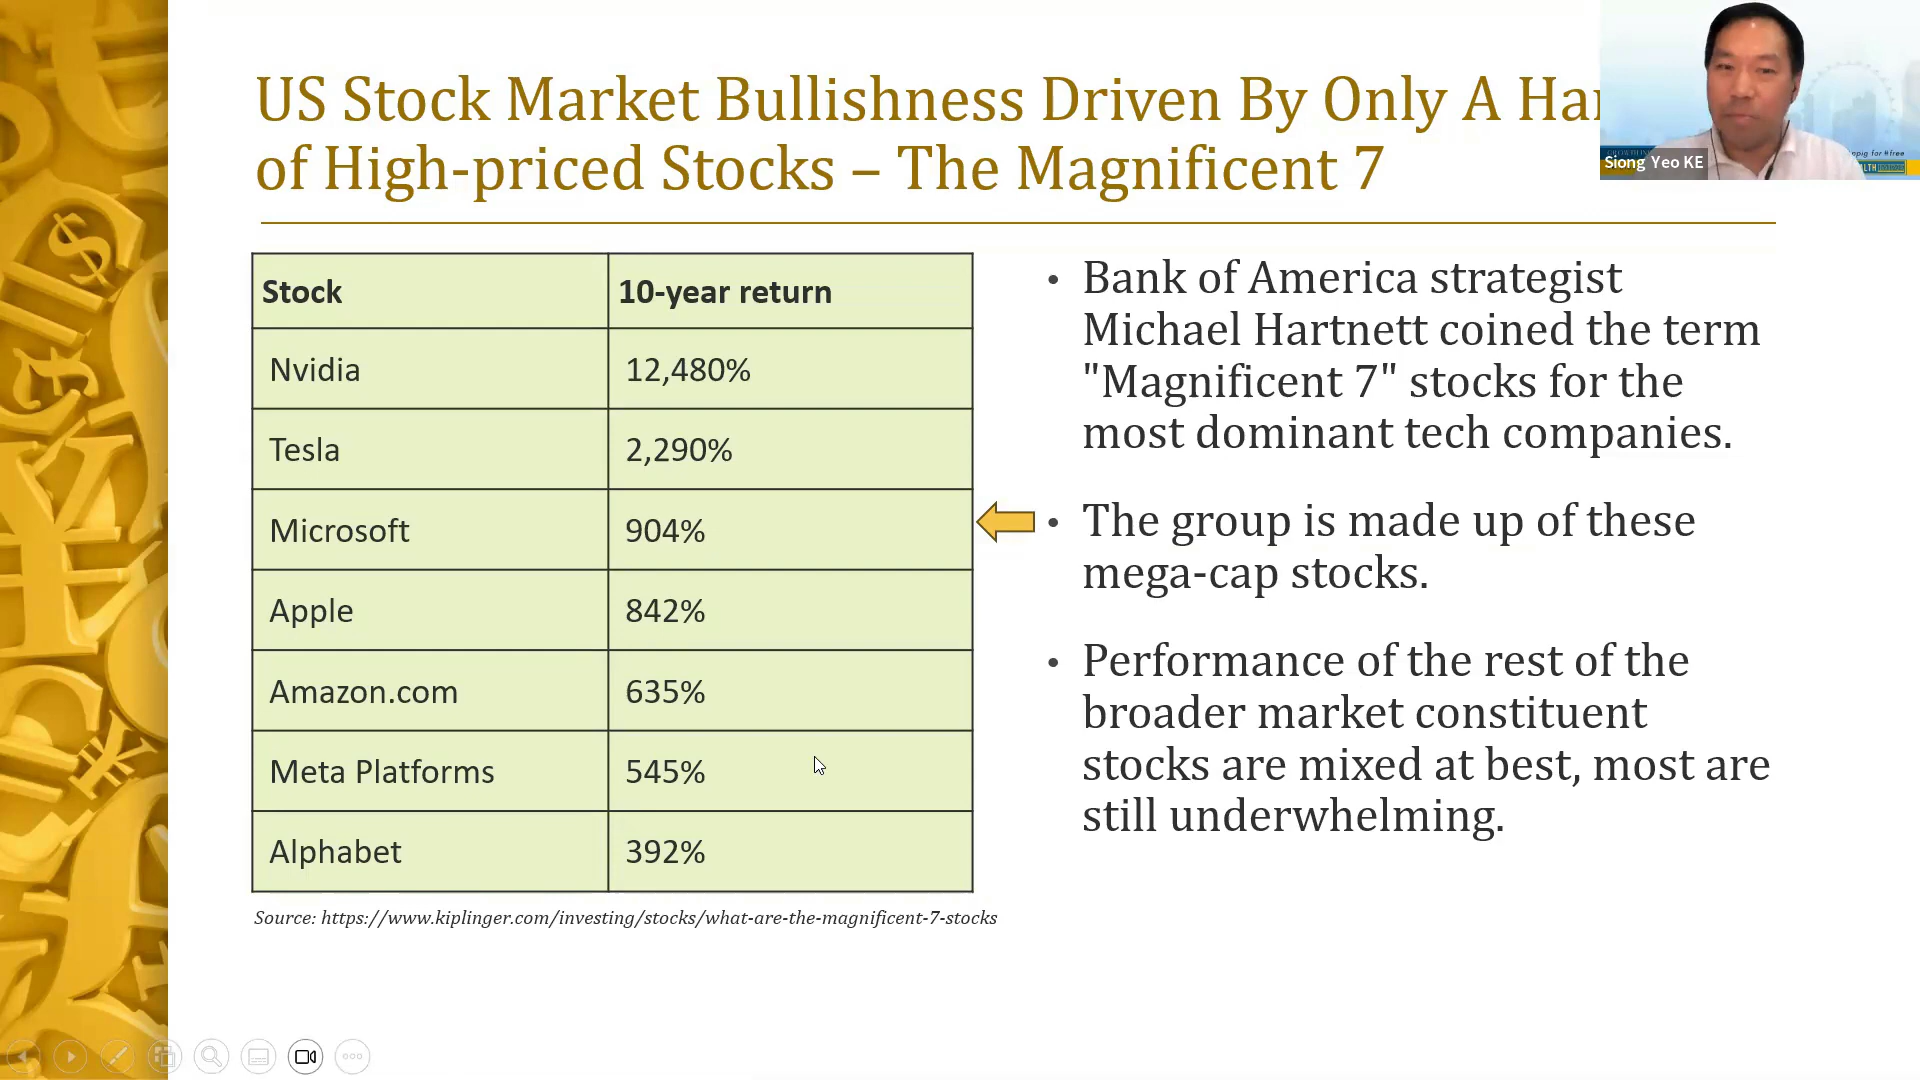 US Stock Market Bullishness Driven By Only A
of High-priced Stocks – The Magnificent 7
Siong Yeo KE
Stock 10-year return
Nvidia 12,480%
Tesla 2,290%
Microsoft 904%
Apple 842%
Amazon.com 635%
Meta Platforms 545%
Alphabet 392%
Source: https://www.kiplinger.com/investing/stocks/what-are-the-magnificent-7-stocks
• Bank of America strategist
Michael Hartnett coined the term
"Magnificent 7" stocks for the
most dominant tech companies.
• The group is made up of these
mega-cap stocks.
• Performance of the rest of the
broader market constituent
stocks are mixed at best, most are
still underwhelming.